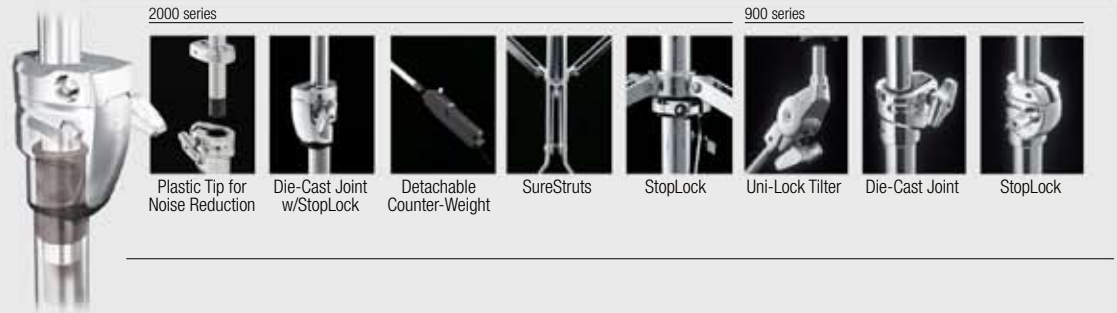 2000 series
900 series
Plastic Tip for
Noise Reduction
Die-Cast Joint
w/StopLock
Detachable
Counter-Weight
SureStruts
StopLock
Uni-Lock Tilter
Die-Cast Joint
StopLock